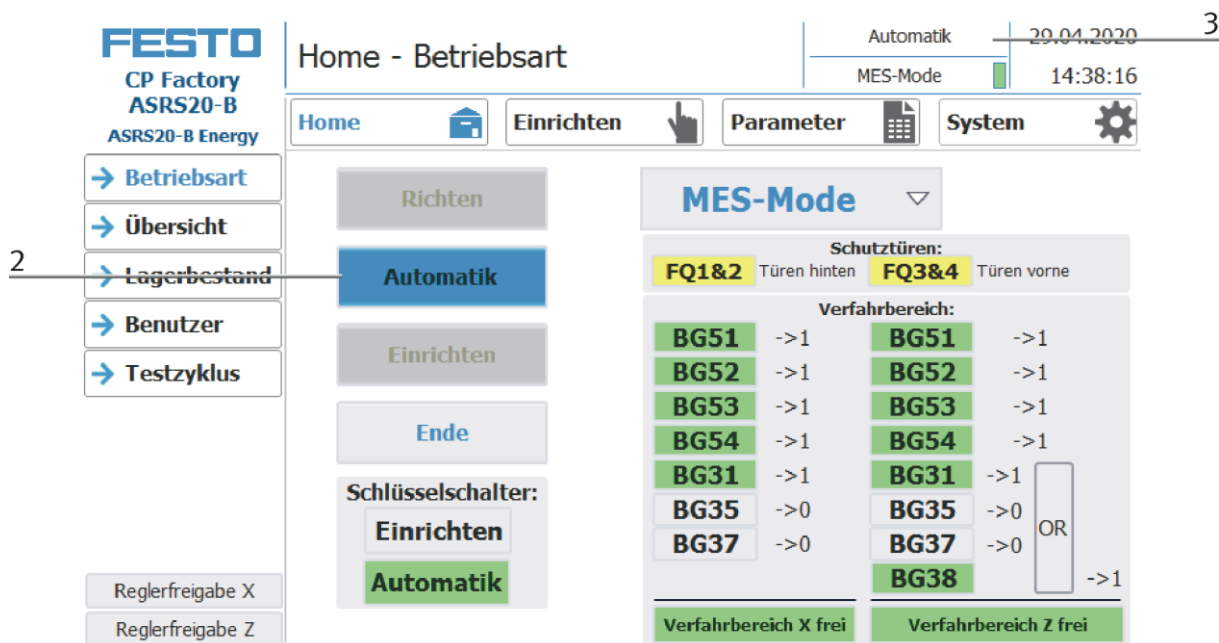 3
FESTO
CP Factory
ASRS20-B
ASRS20-B Energy
Home - Betriebsart
Automatik
29.04.2020
MES-Mode
14:38:16
Home
Einrichten
Parameter
System
Betriebsart
Übersicht
2
Lagerbestand
Benutzer
Testzyklus
Richten
Automatik
Einrichten
Ende
Schlüsselschalter:
Einrichten
Automatik
MES-Mode
Schutztüren:
FQ1&2 Türen hinten FQ3&4 Türen vorne
Verfahrbereich:
BG51 ->1 BG51 ->1
BG52 ->1 BG52 ->1
BG53 ->1 BG53 ->1
BG54 ->1 BG54 ->1
BG31 ->1 BG31 ->1
BG35 ->0 BG35 ->0
OR
BG37 ->0 BG37 ->0
BG38 ->1
Verfahrbereich X frei Verfahrbereich Z frei
Reglerfreigabe X
Reglerfreigabe Z